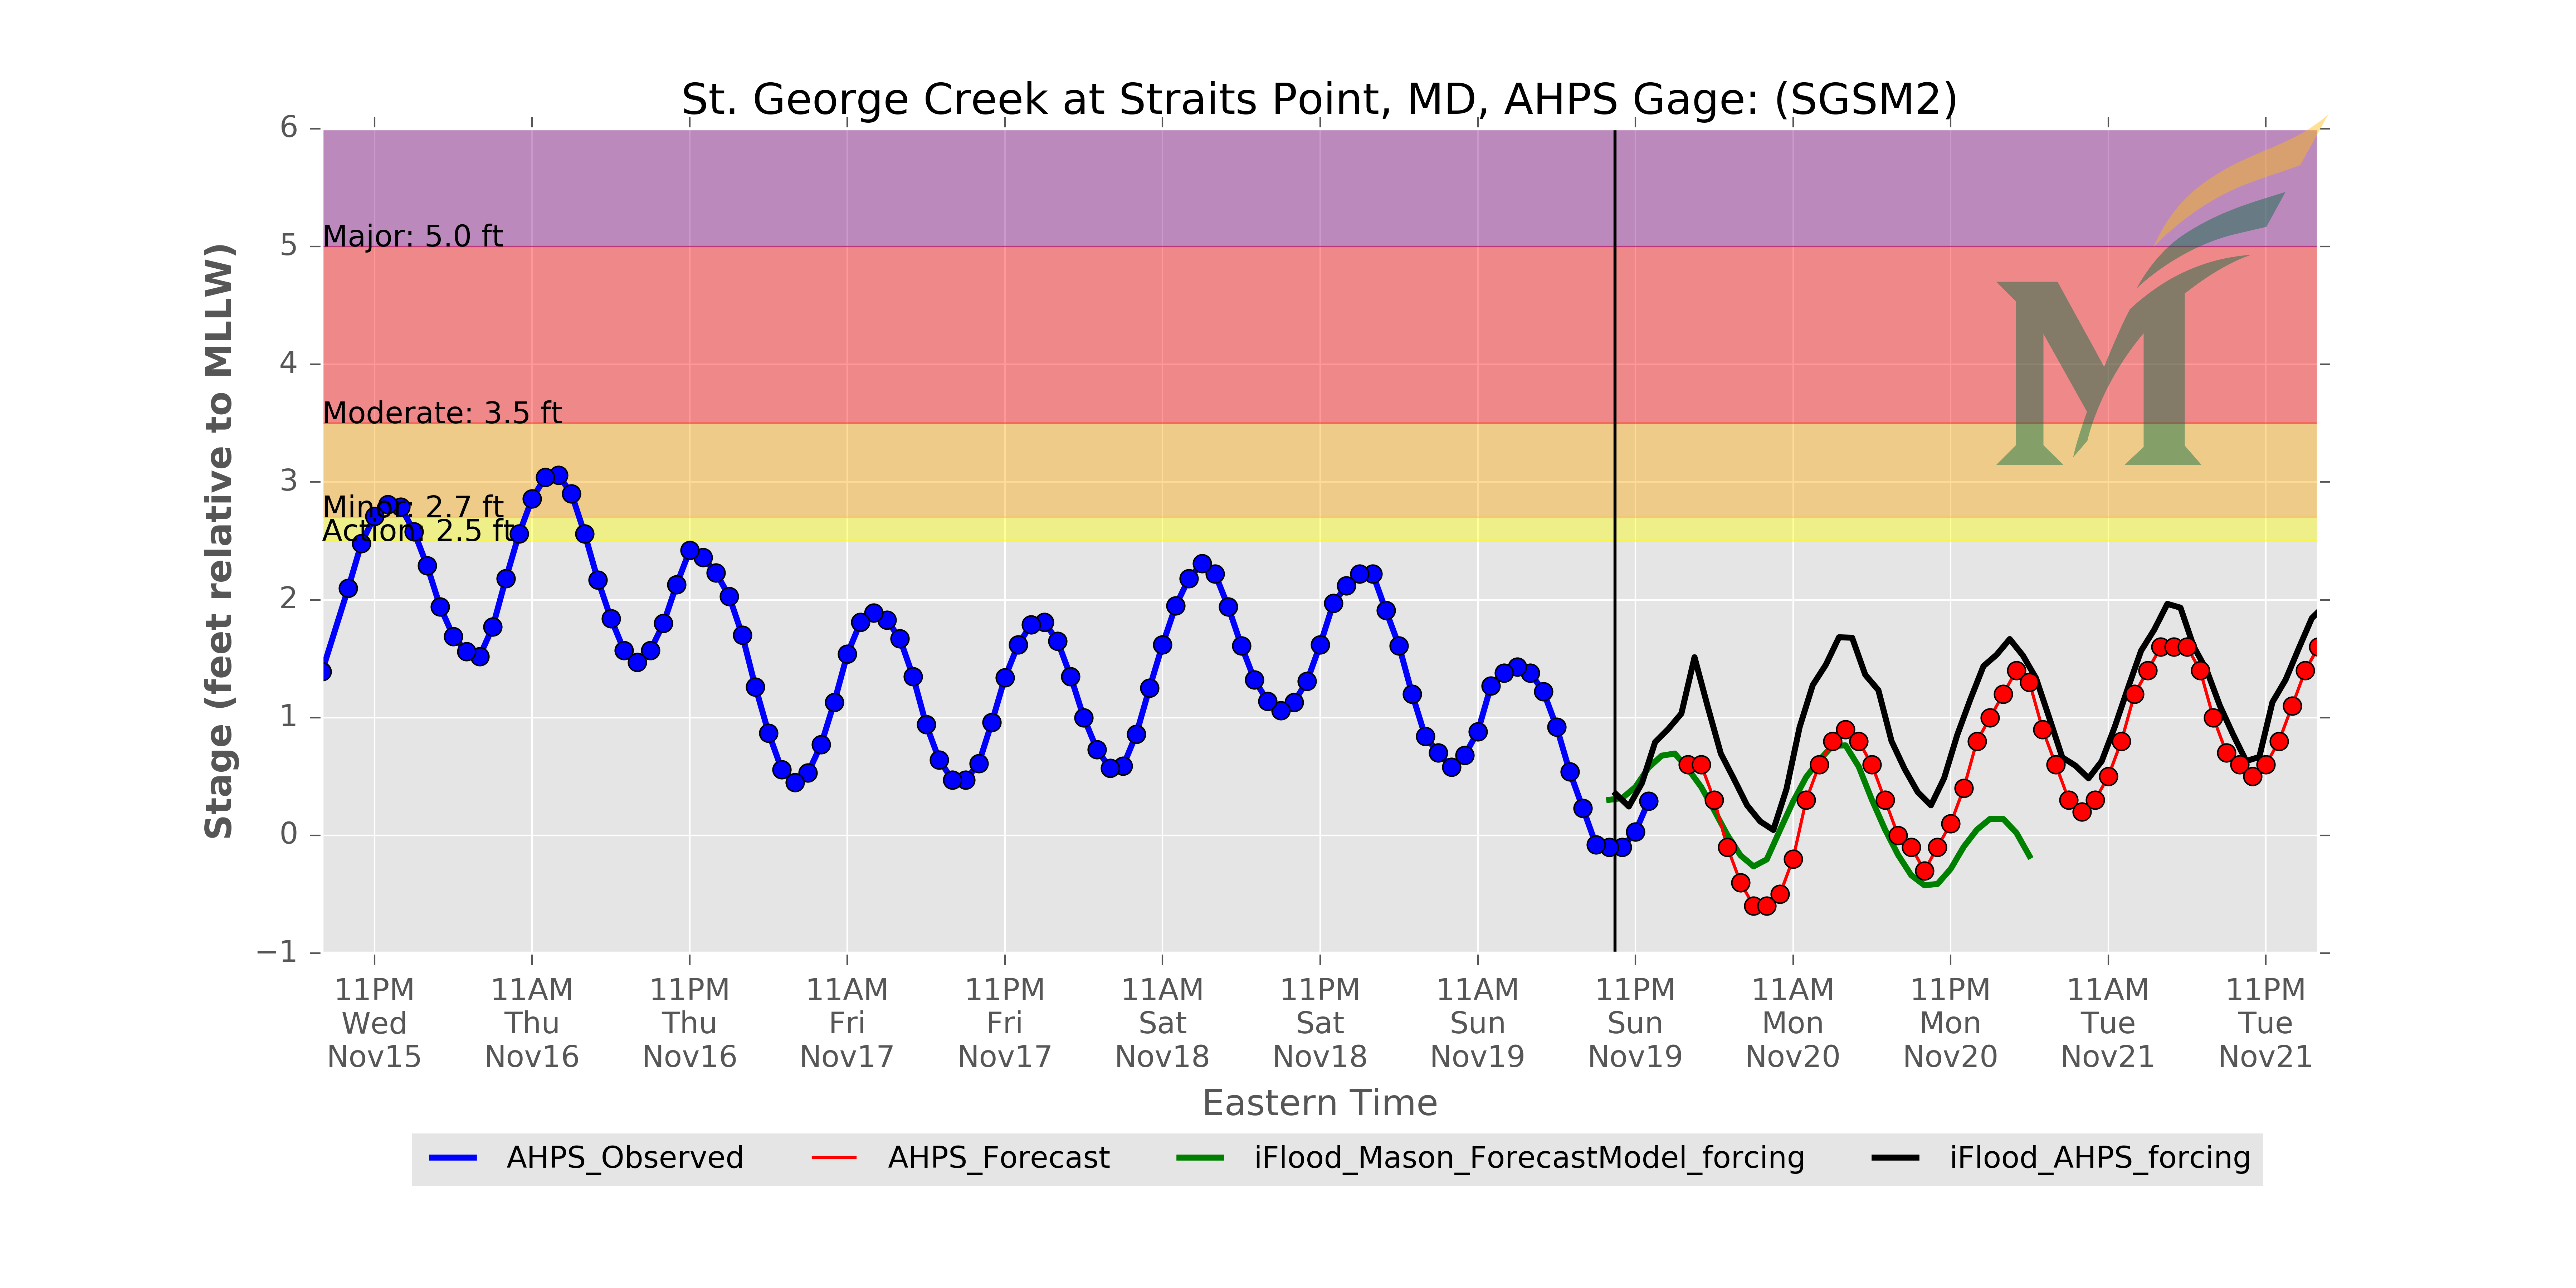 St. George Creek at Straits Point, MD, AHPS Gage: (SGSM2)
Stage (feet relative to MLLW)
6
5
4
3
2
1
0
−1
Major: 5.0 ft
Moderate: 3.5 ft
Minor: 2.7 ft
Action: 2.5 ft
11PM 11AM 11PM 11AM 11PM 11AM 11PM 11AM 11PM 11AM 11PM 11AM 11PM
Wed Thu Thu Fri Fri Sat Sat Sun Sun Mon Mon Tue Tue
Nov15 Nov16 Nov16 Nov17 Nov17 Nov18 Nov18 Nov19 Nov19 Nov20 Nov20 Nov21 Nov21
Eastern Time
AHPS_Observed AHPS_Forecast iFlood_Mason_ForecastModel_forcing iFlood_AHPS_forcing